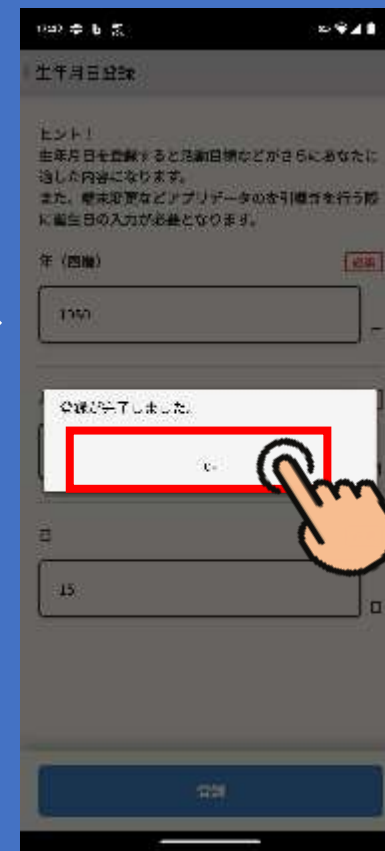 生年月日登録
ヒント！
生年月日を登録すると活動目標などがさらにあなたに
適した内容になります。
また、端末変更などアプリデータのお引継ぎを行う際
に誕生日の入力が必要となります。
年（西暦）
必須
登録が完了しました。
日
15
日
登録